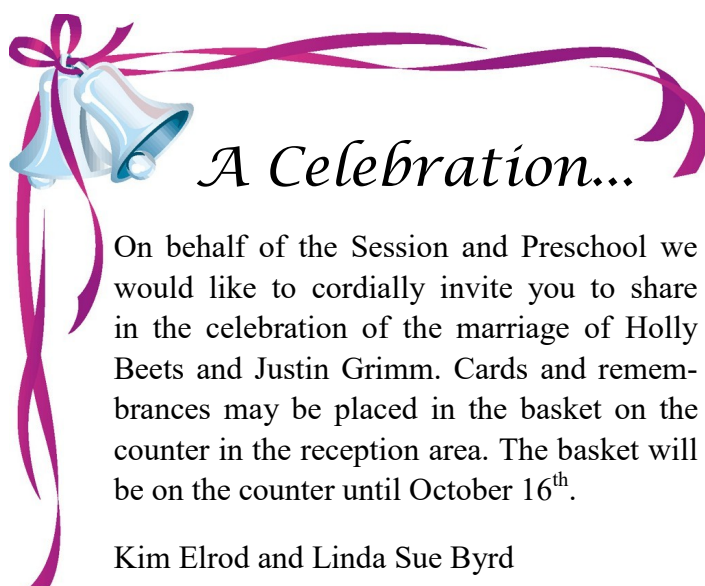 A Celebration...
On behalf of the Session and Preschool we
would like to cordially invite you to share
in the celebration of the marriage of Holly
Beets and Justin Grimm. Cards and remem-
brances may be placed in the basket on the
counter in the reception area. The basket will
be on the counter until October 16th.
Kim Elrod and Linda Sue Byrd